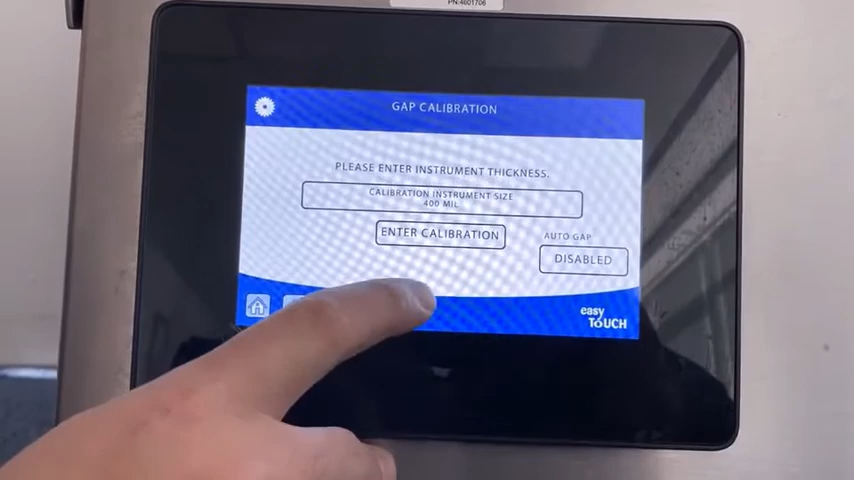 PN:4601706
GAP CALIBRATION
PLEASE ENTER INSTRUMENT THICKNESS.
CALIBRATION INSTRUMENT SIZE
400 MIL
ENTER CALIBRATION
AUTO GAP
DISABLED
easy
TOUCH